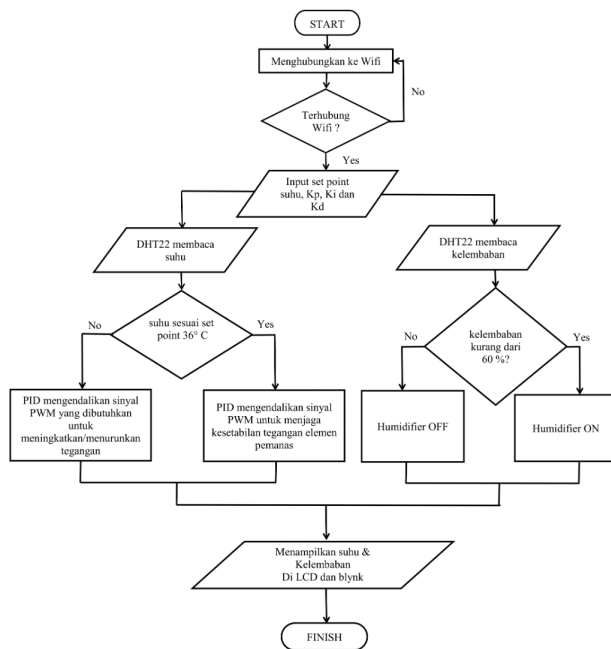 START
Menghubungkan ke Wifi
No
Terhubung
Wifi ?
Yes
Input set point
suhu, Kp, Ki dan
Kd
DHT22 membaca
suhu
DHT22 membaca
kelembaban
No
suhu sesuai set
point 36° C
Yes
No
kelembaban
kurang dari
60 %?
Yes
PID mengendalikan sinyal
PWM yang dibutuhkan
untuk
meningkatkan/menurunkan
tegangan
PID mengendalikan sinyal
PWM untuk menjaga
kesetabilan tegangan elemen
pemanas
Humidifier OFF
Humidifier ON
Menampilkan suhu &
Kelembaban
Di LCD dan blynk
FINISH